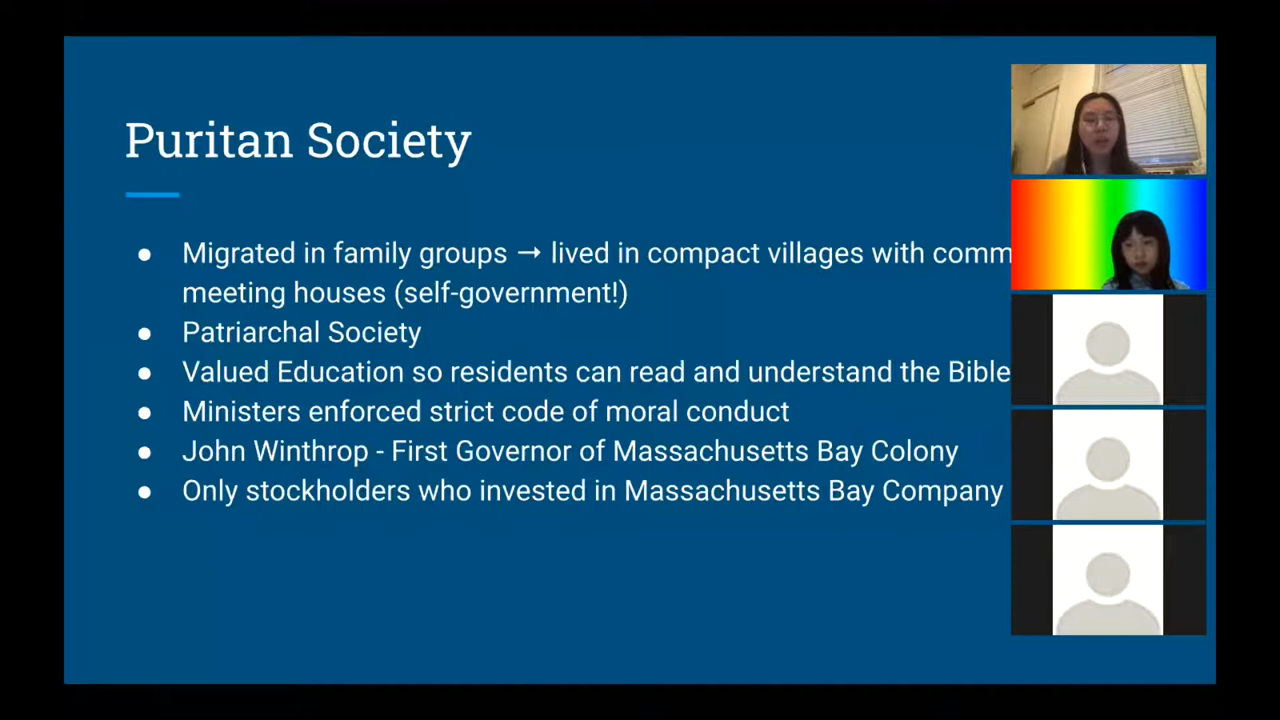 Puritan Society
● Migrated in family groups → lived in compact villages with comm
meeting houses (self-government!)
● Patriarchal Society
● Valued Education so residents can read and understand the Bible
● Ministers enforced strict code of moral conduct
● John Winthrop - First Governor of Massachusetts Bay Colony
● Only stockholders who invested in Massachusetts Bay Company